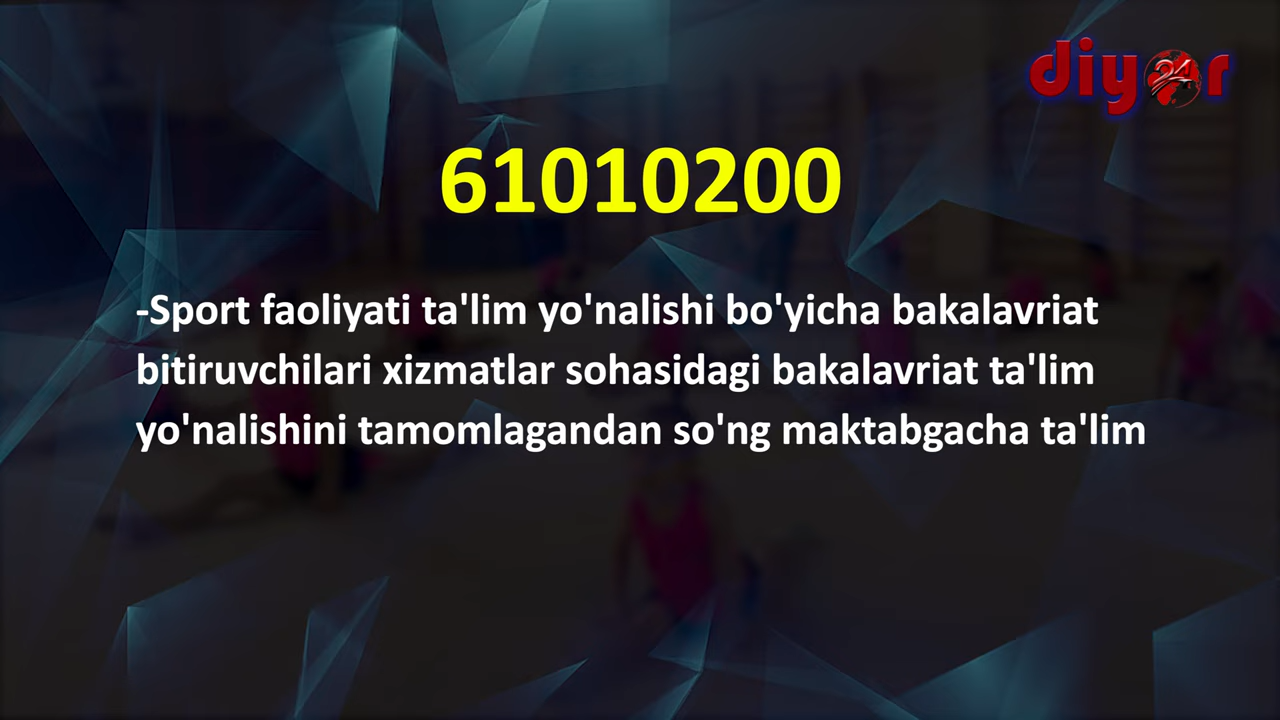 diyor 24
61010200
-Sport faoliyati ta'lim yo'nalishi bo'yicha bakalavriat
bitiruvchilari xizmatlar sohasidagi bakalavriat ta'lim
yo'nalishini tamomlagandan so'ng maktabgacha ta'lim